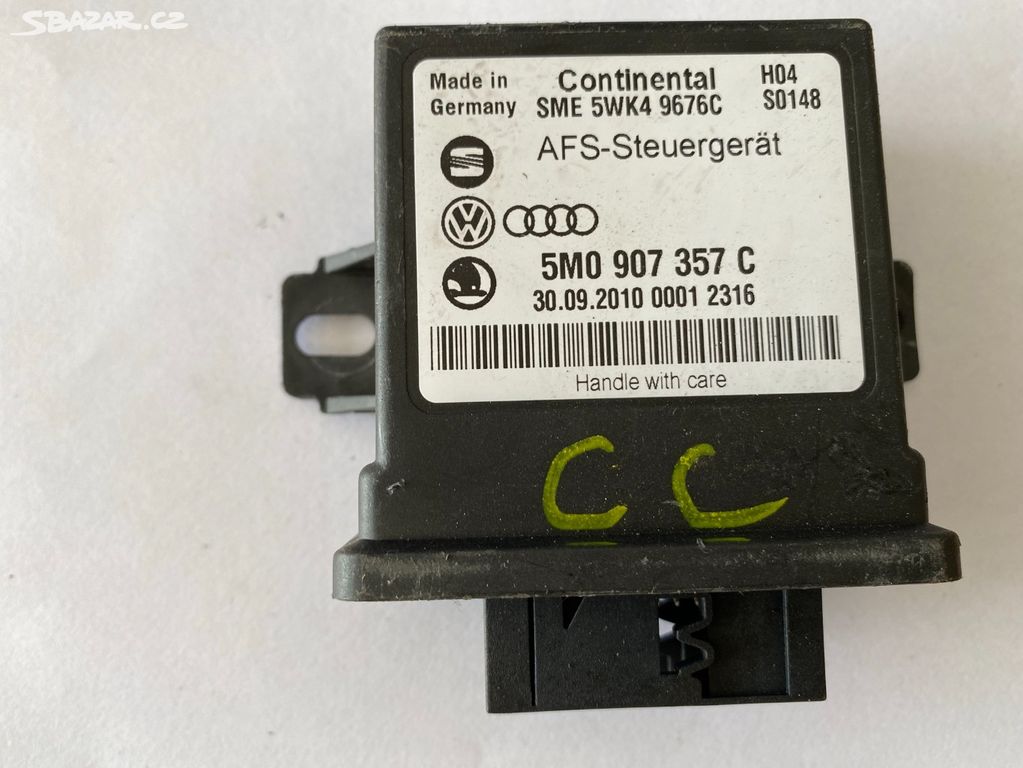 SBAZAR.CZ
Made in Germany
Continental
SME 5WK4 9676C
H04
S0148
AFS-Steuergerät
5M0 907 357 C
30.09.2010 0001 2316
Handle with care
CC